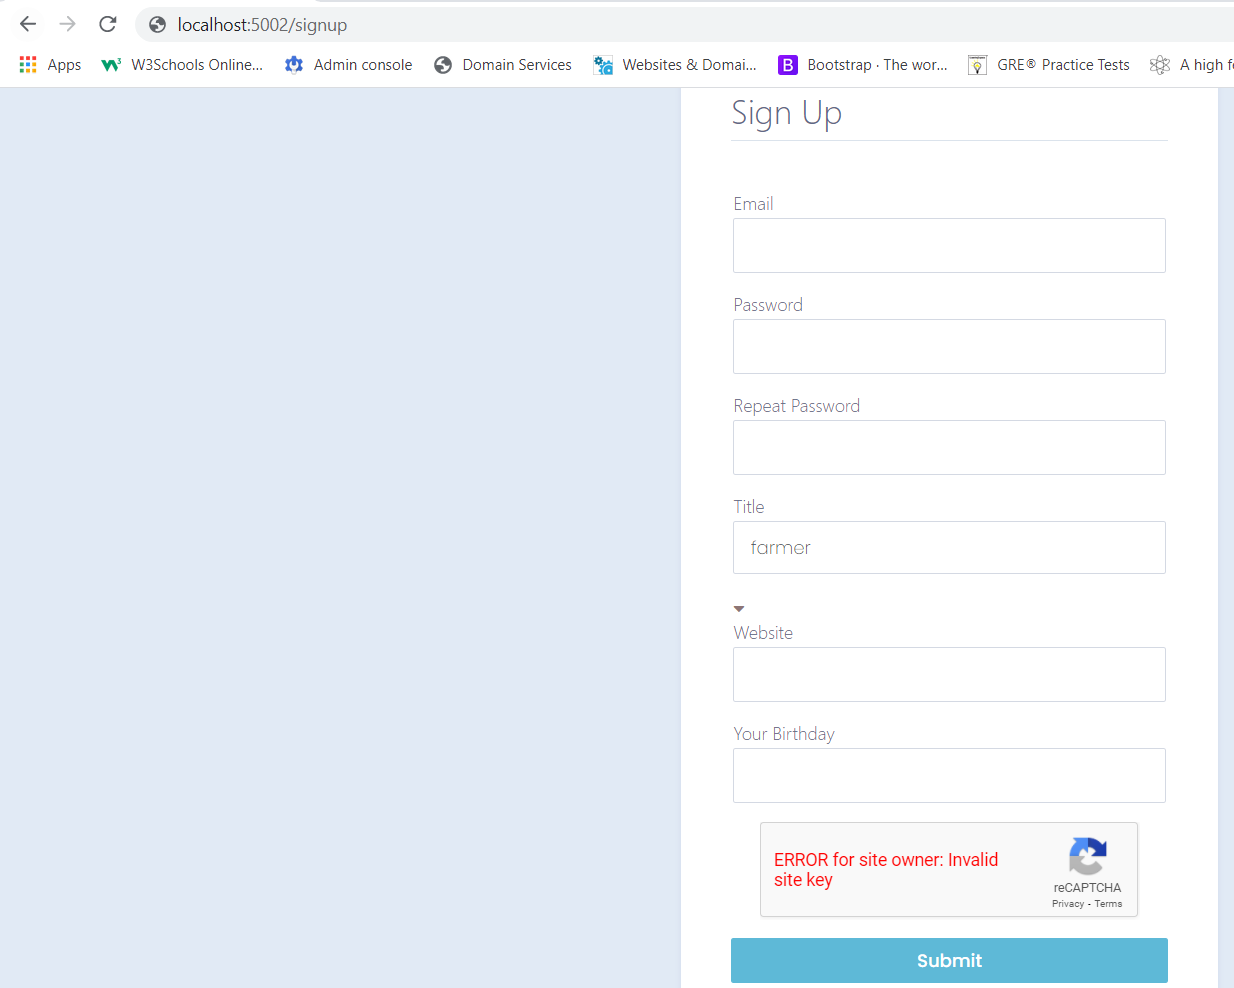 localhost:5002/signup
Apps W3Schools Online... Admin console Domain Services Websites & Domai... B Bootstrap · The wor... GRE® Practice Tests A high f
Sign Up
Email
Password
Repeat Password
Title
farmer
Website
Your Birthday
ERROR for site owner: Invalid
site key
reCAPTCHA
Privacy - Terms
Submit